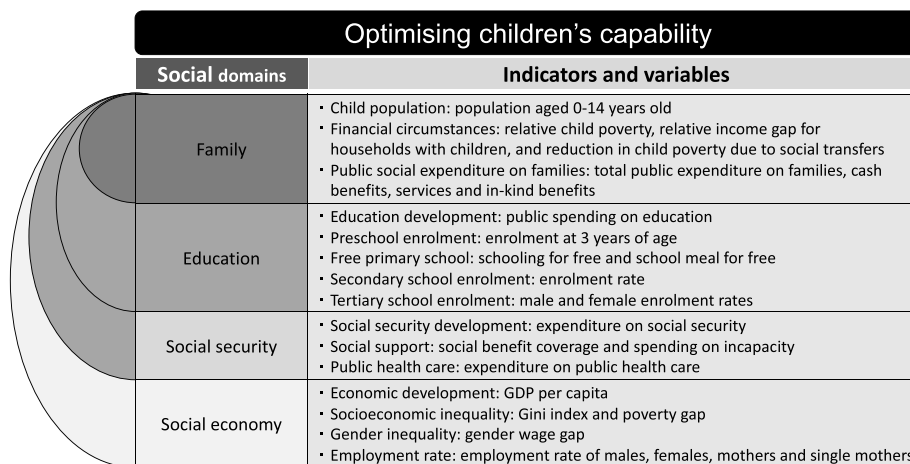 Optimising children’s capability
Social domains
Indicators and variables
Family
▪ Child population: population aged 0-14 years old
▪ Financial circumstances: relative child poverty, relative income gap for
households with children, and reduction in child poverty due to social transfers
▪ Public social expenditure on families: total public expenditure on families, cash
benefits, services and in-kind benefits
Education
▪ Education development: public spending on education
▪ Preschool enrolment: enrolment at 3 years of age
▪ Free primary school: schooling for free and school meal for free
▪ Secondary school enrolment: enrolment rate
▪ Tertiary school enrolment: male and female enrolment rates
Social security
▪ Social security development: expenditure on social security
▪ Social support: social benefit coverage and spending on incapacity
▪ Public health care: expenditure on public health care
Social economy
▪ Economic development: GDP per capita
▪ Socioeconomic inequality: Gini index and poverty gap
▪ Gender inequality: gender wage gap
▪ Employment rate: employment rate of males, females, mothers and single mothers